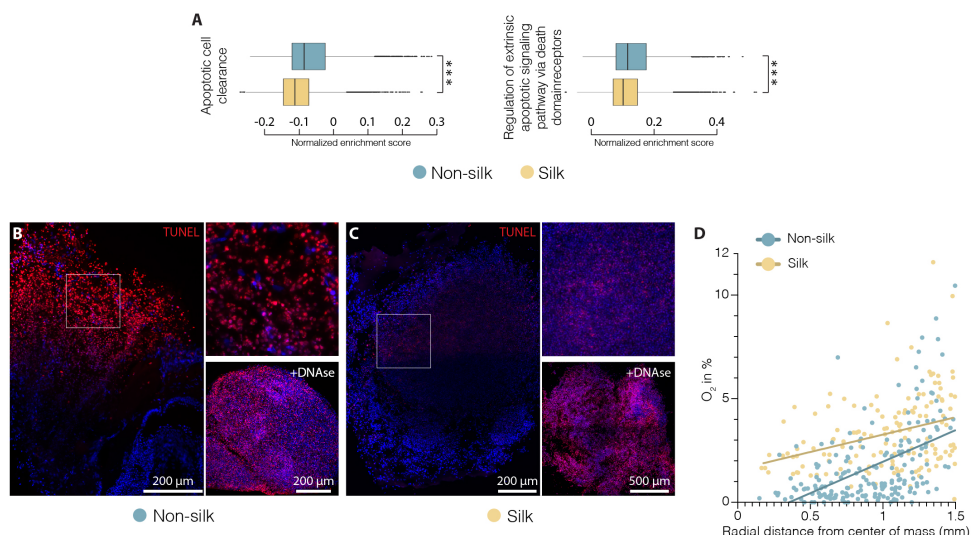 A
Apoptotic cell
clearance
***
-0.2 -0.1 0 0.1 0.2 0.3
Normalized enrichment score
Regulation of extrinsic
apoptotic signaling
pathway via death
domainreceptors
***
0 0.2 0.4
Normalized enrichment score
Non-silk Silk
B TUNEL
200 µm
+DNAse
200 µm
Non-silk
C TUNEL
200 µm
+DNAse
500 µm
Silk
D
Non-silk
Silk
12
10
5
0
O2 in %
0 0.5 1 1.5
Radial distance from center of mass (mm)